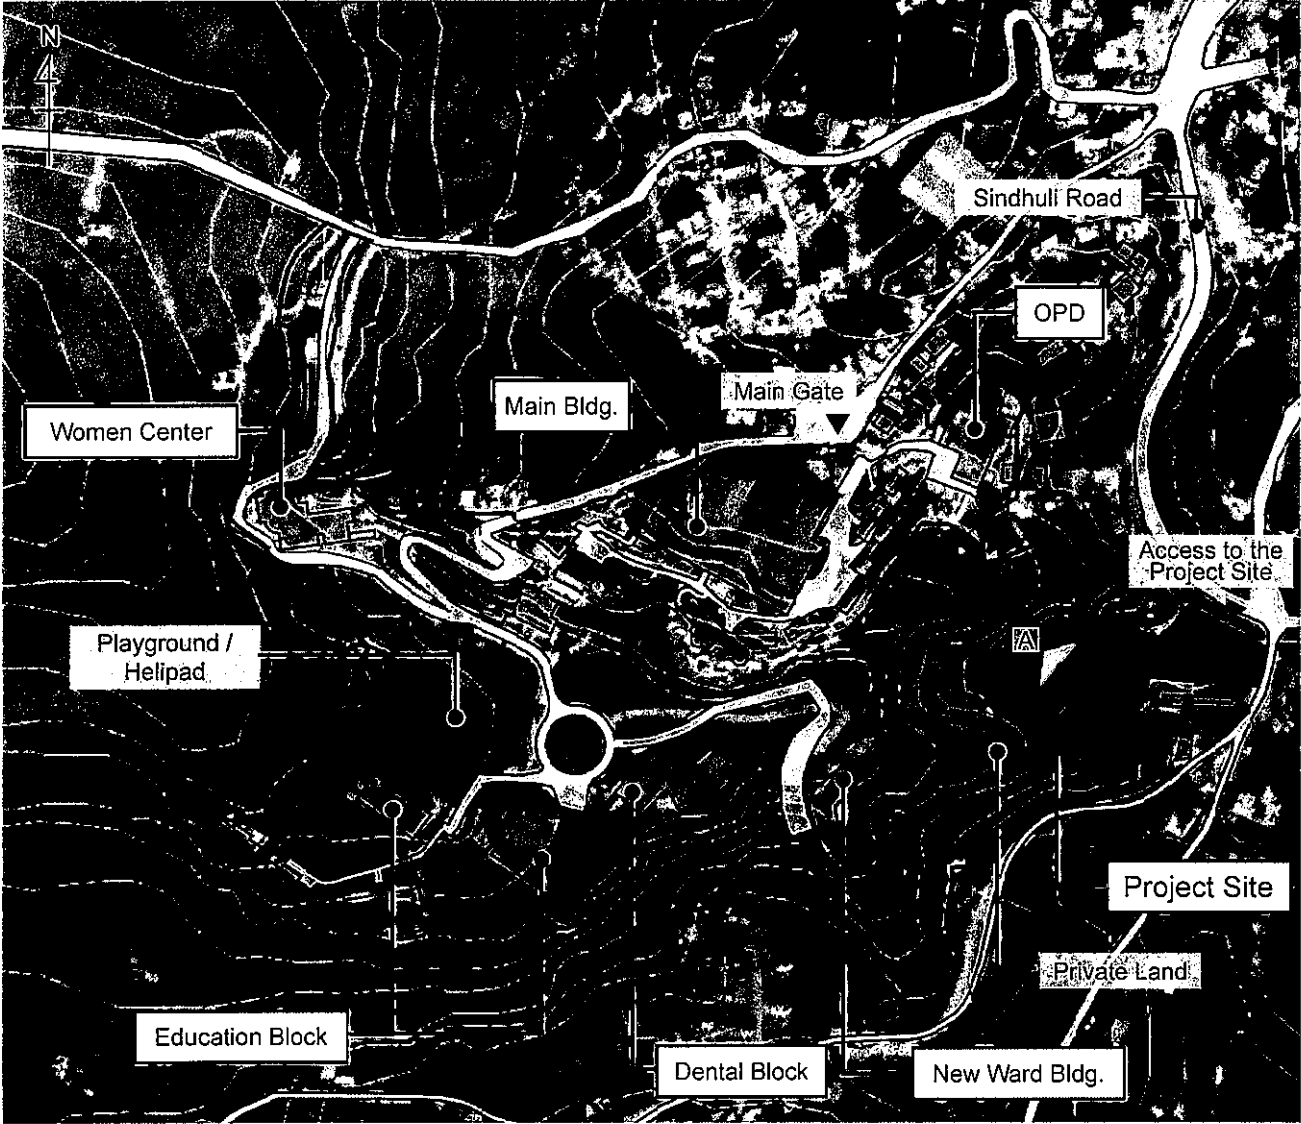 N
Sindhuli Road
OPD
Main Gate
Main Bldg.
Women Center
Access to the
Project Site
A
Playground /
Helipad
Project Site
Private Land
Education Block
Dental Block
New Ward Bldg.